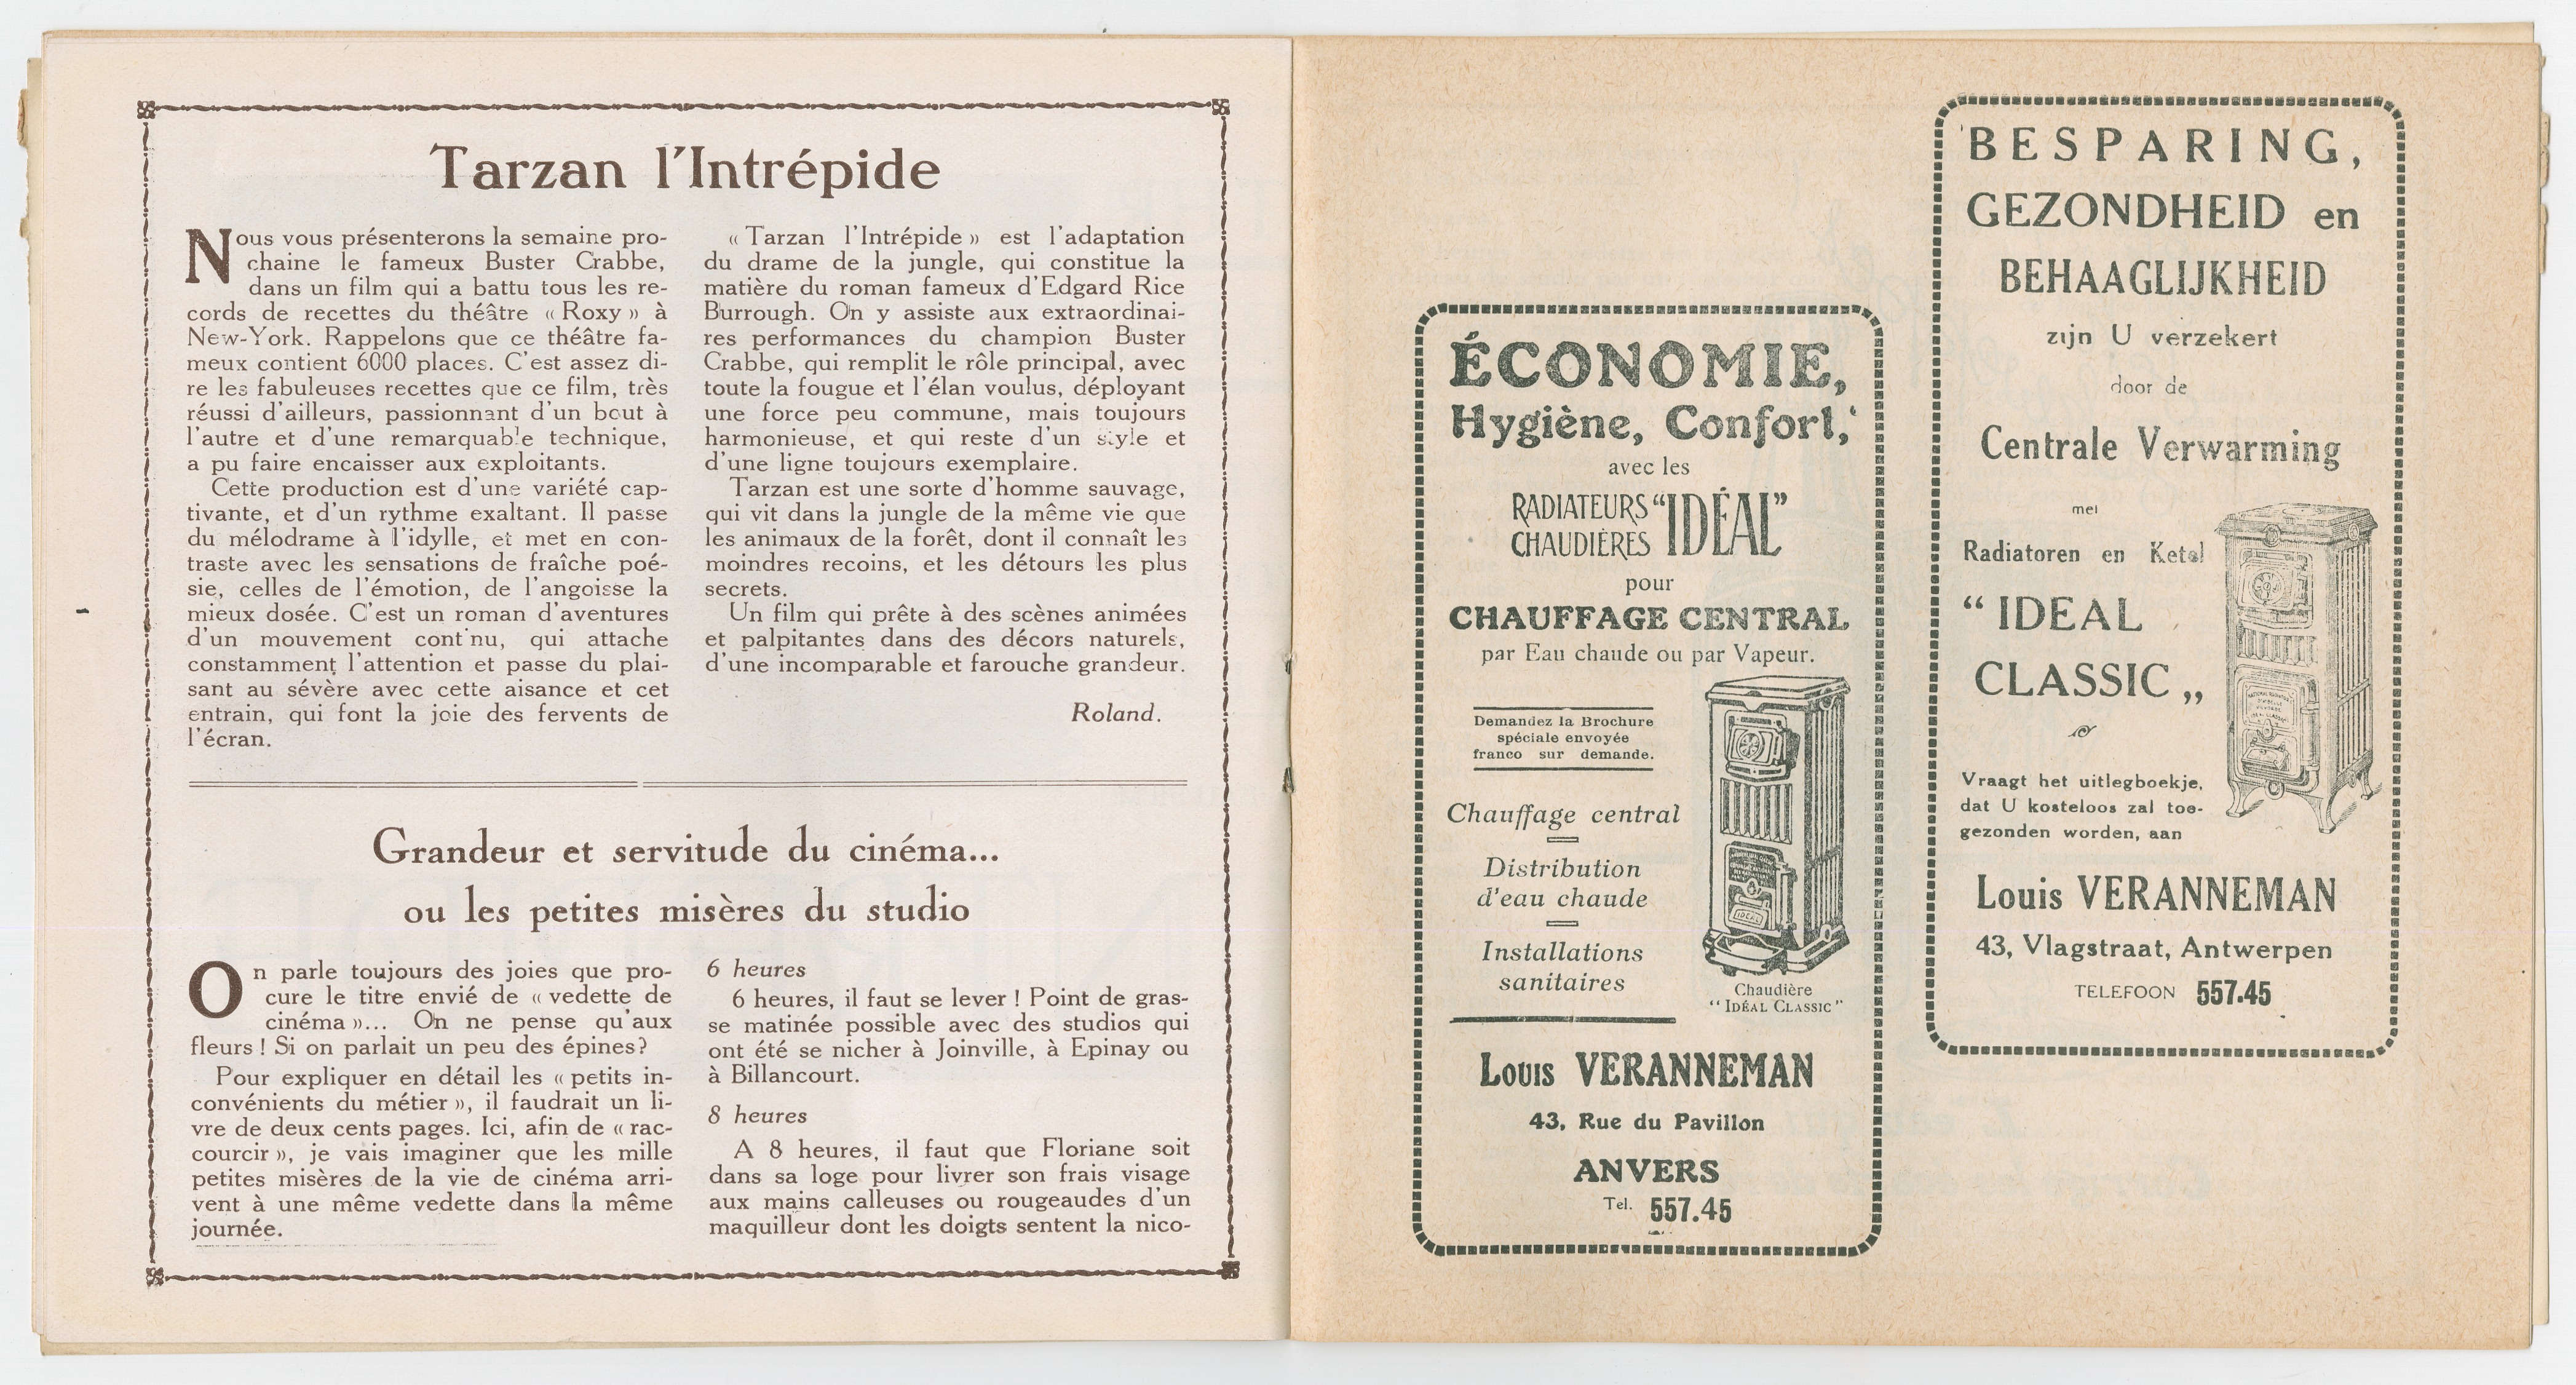 Tarzan l'Intrépide
Nous vous présenterons la semaine pro-
chaine le fameux Buster Crabbe,
dans un film qui a battu tous les re-
cords de recettes du théâtre « Roxy » à
New-York. Rappelons que ce théâtre fa-
meux contient 6000 places. C'est assez di-
re les fabuleuses recettes que ce film, très
réussi d'ailleurs, passionnant d'un bout à
l'autre et d'une remarquable technique,
a pu faire encaisser aux exploitants.
Cette production est d'une variété cap-
tivante, et d'un rythme exaltant. Il passe
du mélodrame à l'idylle, et met en con-
traste avec les sensations de fraîche poé-
sie, celles de l'émotion, de l'angoisse la
mieux dosée. C'est un roman d'aventures
d'un mouvement continu, qui attache
constamment l'attention et passe du plai-
sant au sévère avec cette aisance et cet
entrain, qui font la joie des fervents de
l'écran.
« Tarzan l'Intrépide » est l'adaptation
du drame de la jungle, qui constitue la
matière du roman fameux d'Edgard Rice
Burrough. On y assiste aux extraordinai-
res performances du champion Buster
Crabbe, qui remplit le rôle principal, avec
toute la fougue et l'élan voulus, déployant
une force peu commune, mais toujours
harmonieuse, et qui reste d'un style et
d'une ligne toujours exemplaire.
Tarzan est une sorte d'homme sauvage,
qui vit dans la jungle de la même vie que
les animaux de la forêt, dont il connaît les
moindres recoins, et les détours les plus
secrets.
Un film qui prête à des scènes animées
et palpitantes dans des décors naturels,
d'une incomparable et farouche grandeur.
Roland.
Grandeur et servitude du cinéma...
ou les petites misères du studio
On parle toujours des joies que pro-
cure le titre envié de « vedette de
cinéma »... On ne pense qu'aux
fleurs ! Si on parlait un peu des épines?
Pour expliquer en détail les « petits in-
convénients du métier », il faudrait un li-
vre de deux cents pages. Ici, afin de « rac-
courcir », je vais imaginer que les mille
petites misères de la vie de cinéma arri-
vent à une même vedette dans la même
journée.
6 heures
6 heures, il faut se lever ! Point de gras-
se matinée possible avec des studios qui
ont été se nicher à Joinville, à Epinay ou
à Billancourt.
8 heures
A 8 heures, il faut que Floriane soit
dans sa loge pour livrer son frais visage
aux mains calleuses ou rougeaudes d'un
maquilleur dont les doigts sentent la nico-
ÉCONOMIE,
Hygiène, Confort,
avec les
RADIATEURS
CHAUDIÈRES
"IDÉAL"
pour
CHAUFFAGE CENTRAL
par Eau chaude ou par Vapeur.
Demandez la Brochure
spéciale envoyée
franco sur demande.
Chauffage central
Distribution
d'eau chaude
Installations
sanitaires
IDEAL
Chaudière
"IDÉAL CLASSIC"
Louis VERANNEMAN
43, Rue du Pavillon
ANVERS
Tel. 557.45
BESPARING,
GEZONDHEID en
BEHAAGLIJKHEID
zijn U verzekert
door de
Centrale Verwarming
met
Radiatoren en Ketel
" IDEAL
CLASSIC „
Vraagt het uitlegboekje,
dat U kosteloos zal toe-
gezonden worden, aan
Louis VERANNEMAN
43, Vlagstraat, Antwerpen
TELEFOON 557.45